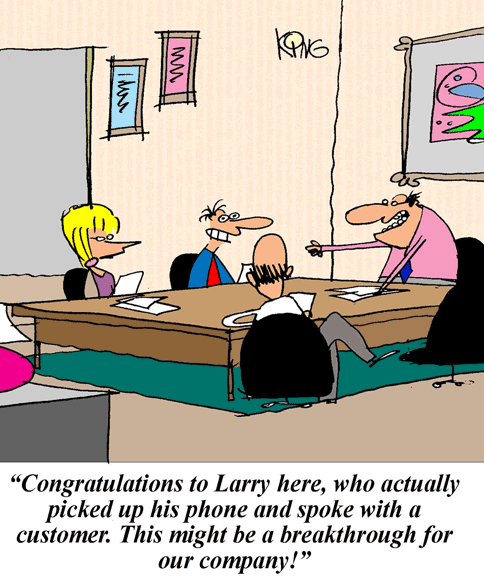 KING
“Congratulations to Larry here, who actually
picked up his phone and spoke with a
customer. This might be a breakthrough for
our company!”